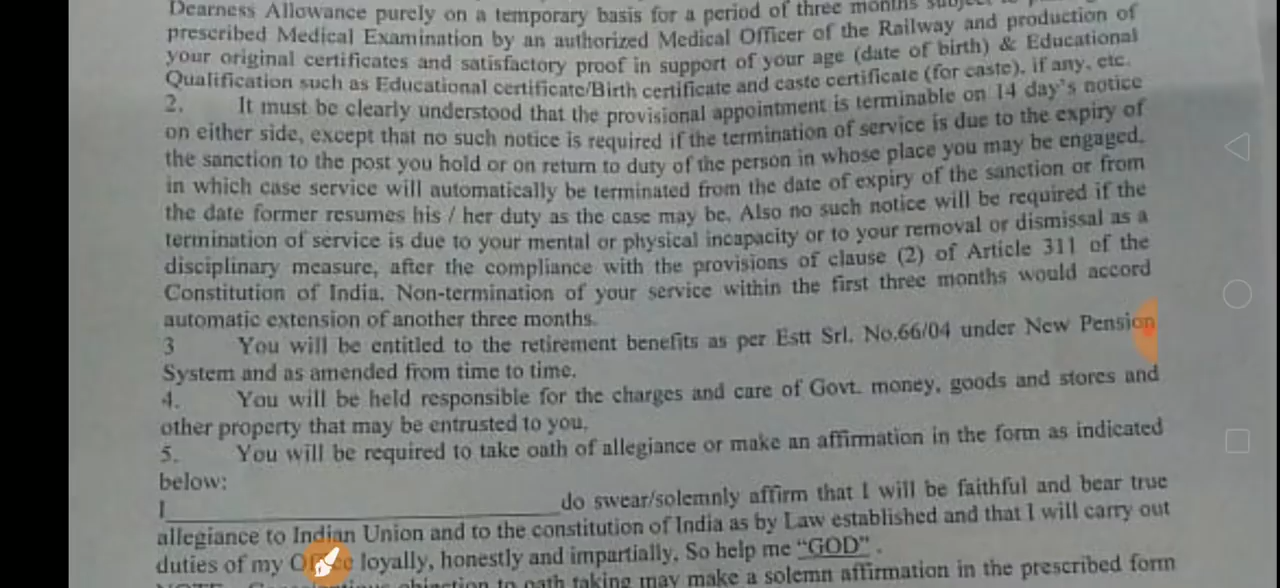 Dearness Allowance purely on a temporary basis for a period of three months subject
prescribed Medical Examination by an authorized Medical Officer of the Railway and production of
your original certificates and satisfactory proof in support of your age (date of birth) & Educational
Qualification such as Educational certificate/Birth certificate and caste certificate (for caste), if any, etc.
2. It must be clearly understood that the provisional appointment is terminable on 14 day's notice
on either side, except that no such notice is required if the termination of service is due to the expiry of
the sanction to the post you hold or on return to duty of the person in whose place you may be engaged,
in which case service will automatically be terminated from the date of expiry of the sanction or from
the date former resumes his / her duty as the case may be. Also no such notice will be required if the
termination of service is due to your mental or physical incapacity or to your removal or dismissal as a
disciplinary measure, after the compliance with the provisions of clause (2) of Article 311 of the
Constitution of India. Non-termination of your service within the first three months would accord
automatic extension of another three months.
3 You will be entitled to the retirement benefits as per Estt Srl. No.66/04 under New Pension
System and as amended from time to time.
4. You will be held responsible for the charges and care of Govt. money, goods and stores and
other property that may be entrusted to you.
5. You will be required to take oath of allegiance or make an affirmation in the form as indicated
below:
I do swear/solemnly affirm that I will be faithful and bear true
allegiance to Indian Union and to the constitution of India as by Law established and that I will carry out
duties of my Office loyally, honestly and impartially. So help me "GOD" .
objection to oath taking may make a solemn affirmation in the prescribed form